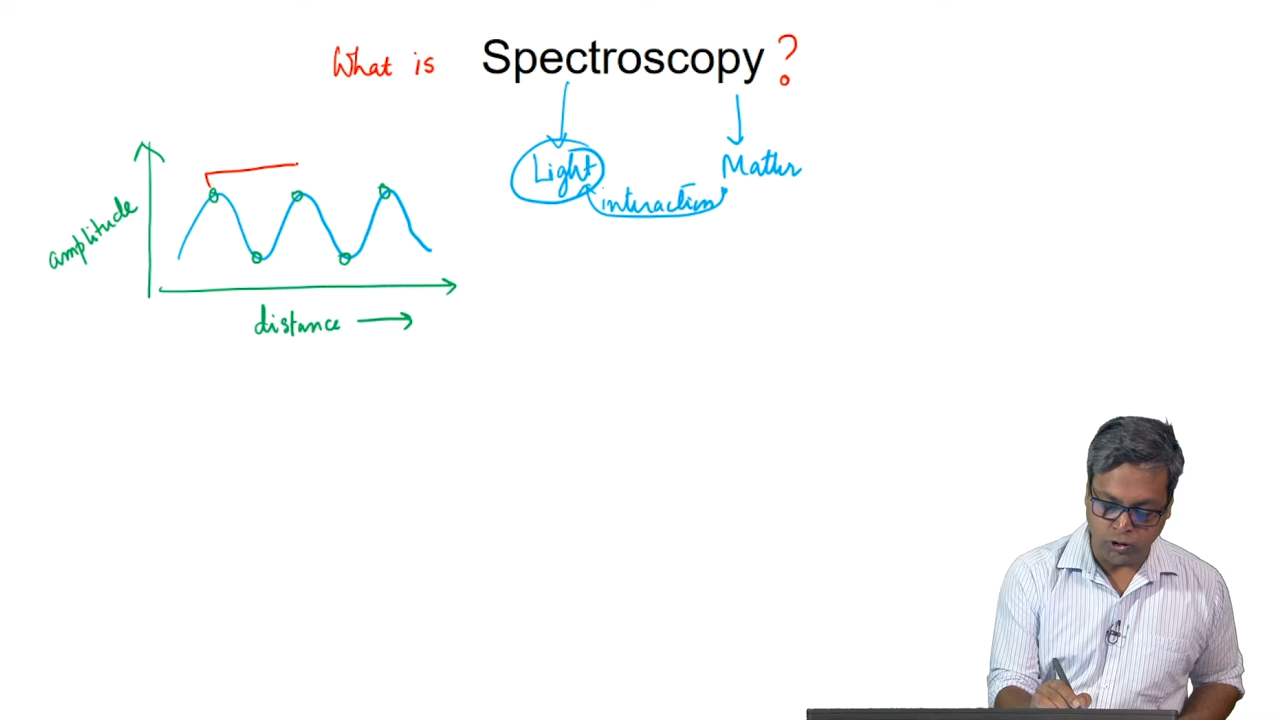 What is Spectroscopy?
Light Matter
interaction
amplitude
distance